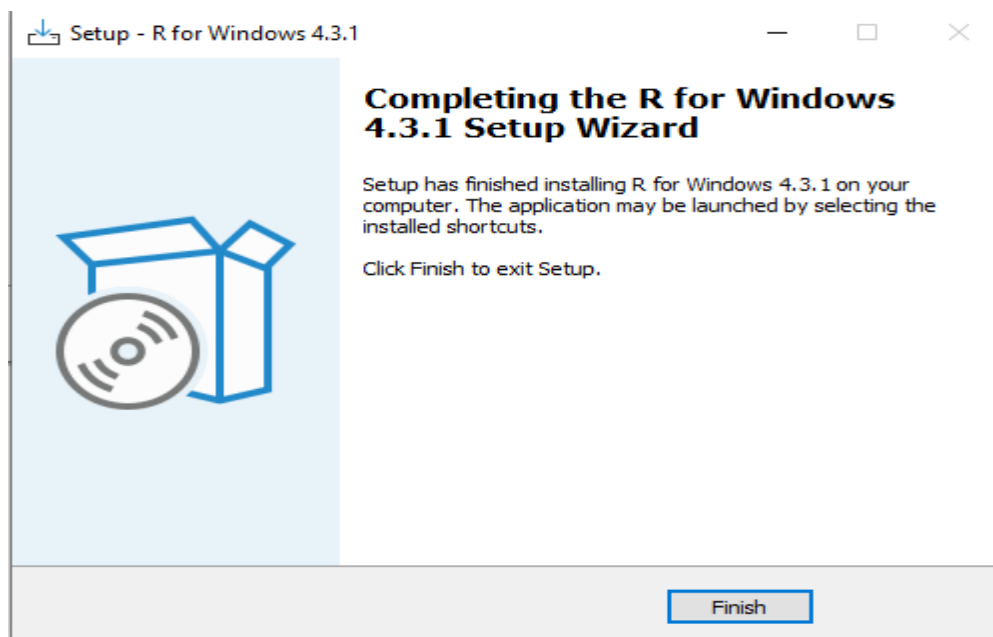 Setup - R for Windows 4.3.1
Completing the R for Windows
4.3.1 Setup Wizard
Setup has finished installing R for Windows 4.3.1 on your
computer. The application may be launched by selecting the
installed shortcuts.
Click Finish to exit Setup.
Finish